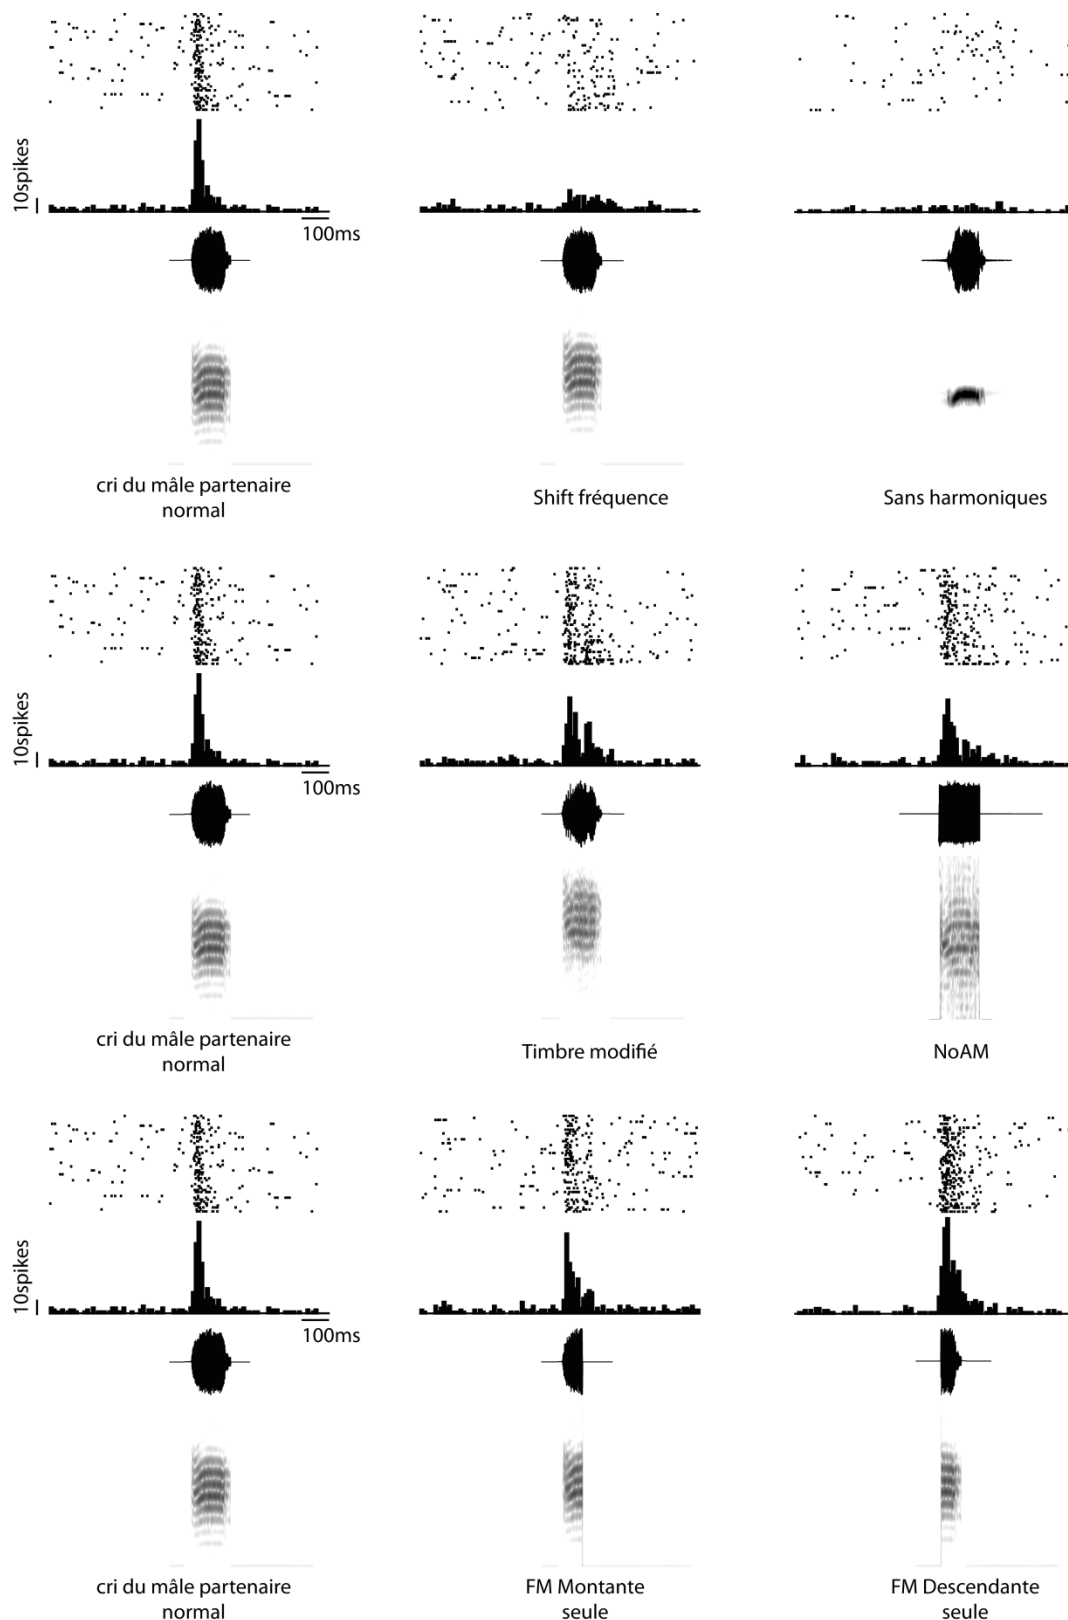 10spikes
100ms
cri du mâle partenaire
normal
Shift fréquence
Sans harmoniques
10spikes
100ms
cri du mâle partenaire
normal
Timbre modifié
NoAM
10spikes
100ms
cri du mâle partenaire
normal
FM Montante
seule
FM Descendante
seule